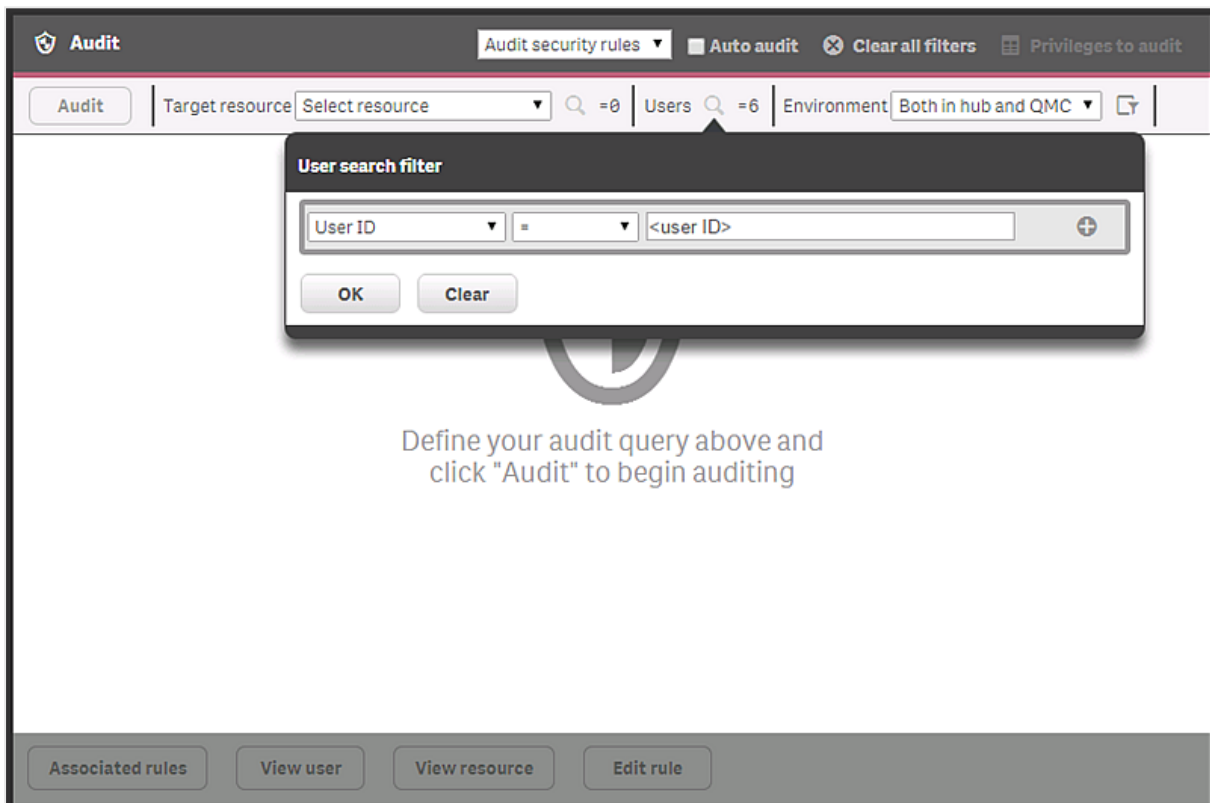 Audit
Audit security rules Auto audit Clear all filters Privileges to audit
Audit Target resource Select resource =0 Users =6 Environment Both in hub and QMC
User search filter
User ID = <user ID>
OK Clear
Define your audit query above and
click "Audit" to begin auditing
Associated rules View user View resource Edit rule